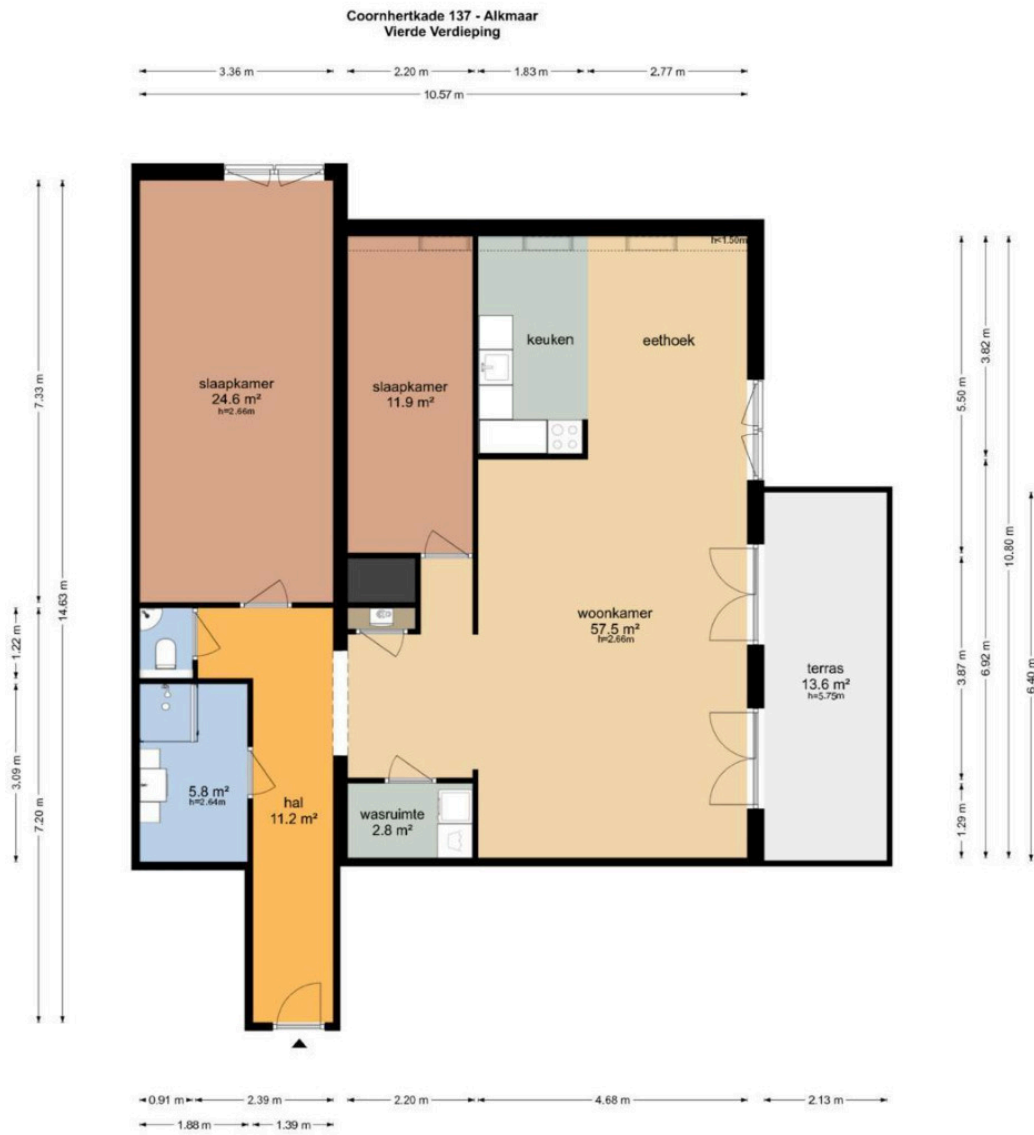 Coornhertkade 137 - Alkmaar
Vierde Verdieping
3.36 m
2.20 m
1.83 m
2.77 m
10.57 m
h<1.50m
keuken
eethoek
slaapkamer
24.6 m²
h=2.66m
slaapkamer
11.9 m²
7.33 m
14.63 m
3.82 m
5.50 m
10.80 m
woonkamer
57.5 m²
h=2.66m
1.22 m
3.87 m
6.92 m
6.40 m
terras
13.6 m²
h=5.75m
3.09 m
7.20 m
5.8 m²
h=2.64m
hal
11.2 m²
wasruimte
2.8 m²
1.29 m
0.91 m
2.39 m
2.20 m
4.68 m
2.13 m
1.88 m
1.39 m